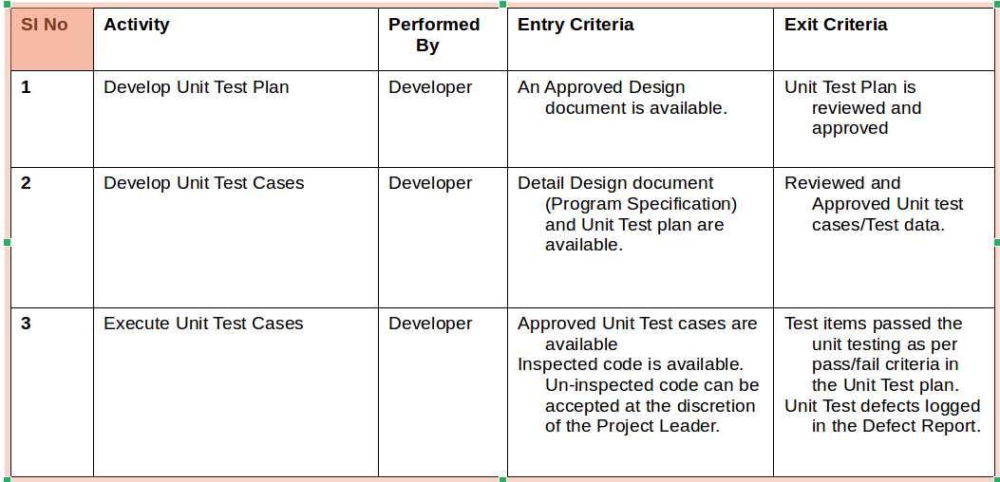 Sl No
Activity
Performed
By
Entry Criteria
Exit Criteria
1
Develop Unit Test Plan
Developer
An Approved Design
document is available.
Unit Test Plan is
reviewed and
approved
2
Develop Unit Test Cases
Developer
Detail Design document
(Program Specification)
and Unit Test plan are
available.
Reviewed and
Approved Unit test
cases/Test data.
3
Execute Unit Test Cases
Developer
Approved Unit Test cases are
available
Inspected code is available.
Un-inspected code can be
accepted at the discretion
of the Project Leader.
Test items passed the
unit testing as per
pass/fail criteria in
the Unit Test plan.
Unit Test defects logged
in the Defect Report.